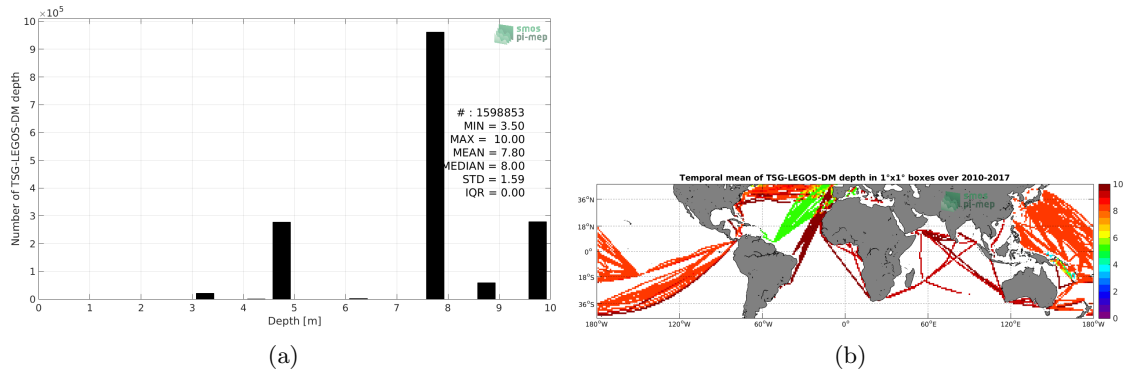 ×10^5
10
9
8
7
6
5
4
3
2
1
0
Number of TSG-LEGOS-DM depth
smos
pi-mep
# : 1598853
MIN = 3.50
MAX = 10.00
MEAN = 7.80
MEDIAN = 8.00
STD = 1.59
IQR = 0.00
0 1 2 3 4 5 6 7 8 9 10
Depth [m]
(a)
Temporal mean of TSG-LEGOS-DM depth in 1°x1° boxes over 2010-2017
smos
pi-mep
36°N
18°N
0°
18°S
36°S
180°W 120°W 60°W 0° 60°E 120°E 180°W
10
8
6
4
2
0
(b)